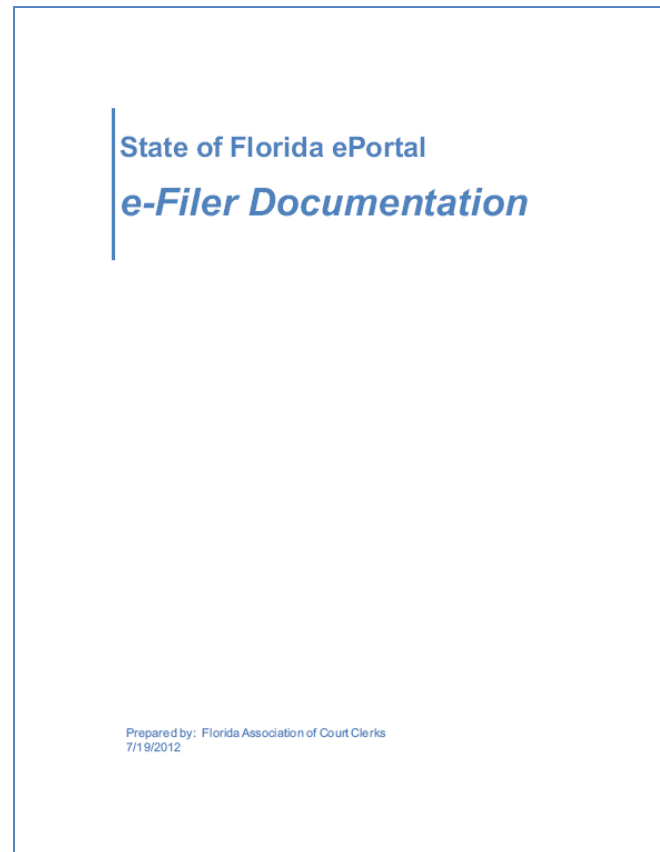 State of Florida ePortal
e-Filer Documentation
Prepared by: Florida Association of Court Clerks
7/19/2012